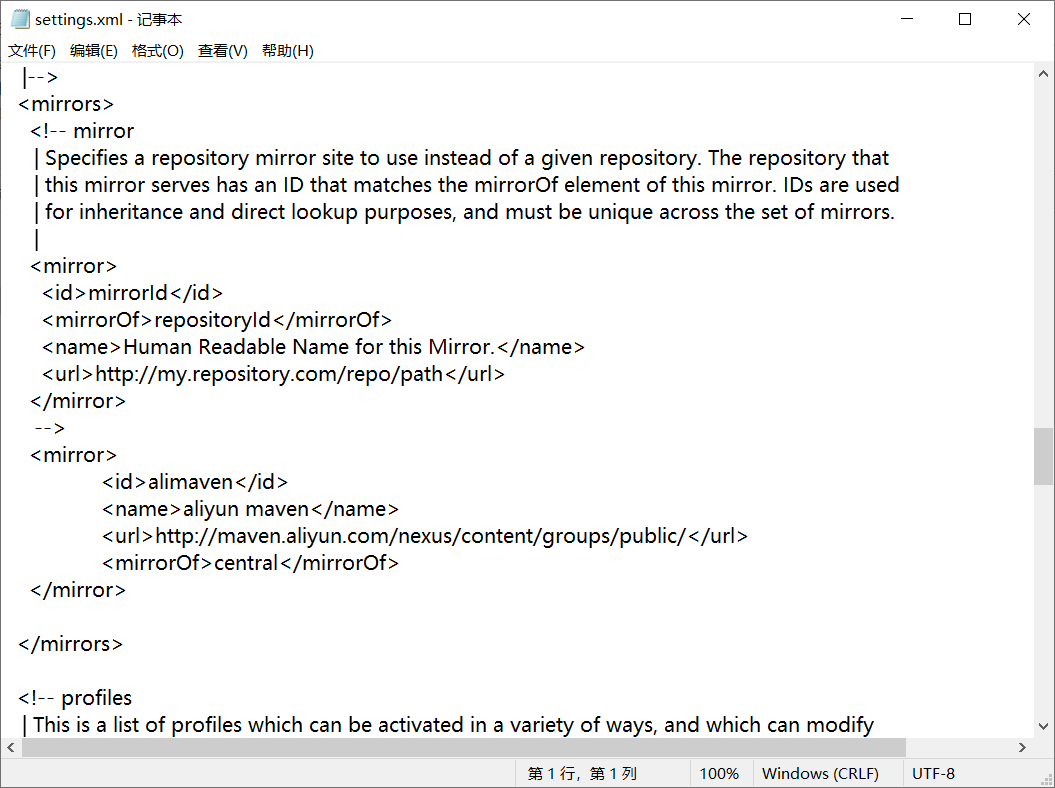 settings.xml - 记事本
文件(F) 编辑(E) 格式(O) 查看(V) 帮助(H)
|-->
<mirrors>
<!-- mirror
| Specifies a repository mirror site to use instead of a given repository. The repository that
| this mirror serves has an ID that matches the mirrorOf element of this mirror. IDs are used
| for inheritance and direct lookup purposes, and must be unique across the set of mirrors.
|
<mirror>
<id>mirrorId</id>
<mirrorOf>repositoryId</mirrorOf>
<name>Human Readable Name for this Mirror.</name>
<url>http://my.repository.com/repo/path</url>
</mirror>
-->
<mirror>
<id>alimaven</id>
<name>aliyun maven</name>
<url>http://maven.aliyun.com/nexus/content/groups/public/</url>
<mirrorOf>central</mirrorOf>
</mirror>
</mirrors>
<!-- profiles
| This is a list of profiles which can be activated in a variety of ways, and which can modify
第 1 行，第 1 列 100% Windows (CRLF) UTF-8